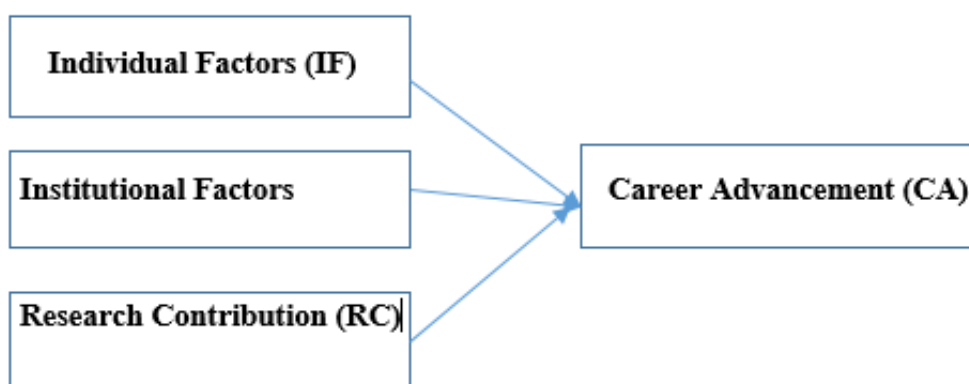 Individual Factors (IF)
Institutional Factors
Career Advancement (CA)
Research Contribution (RC)